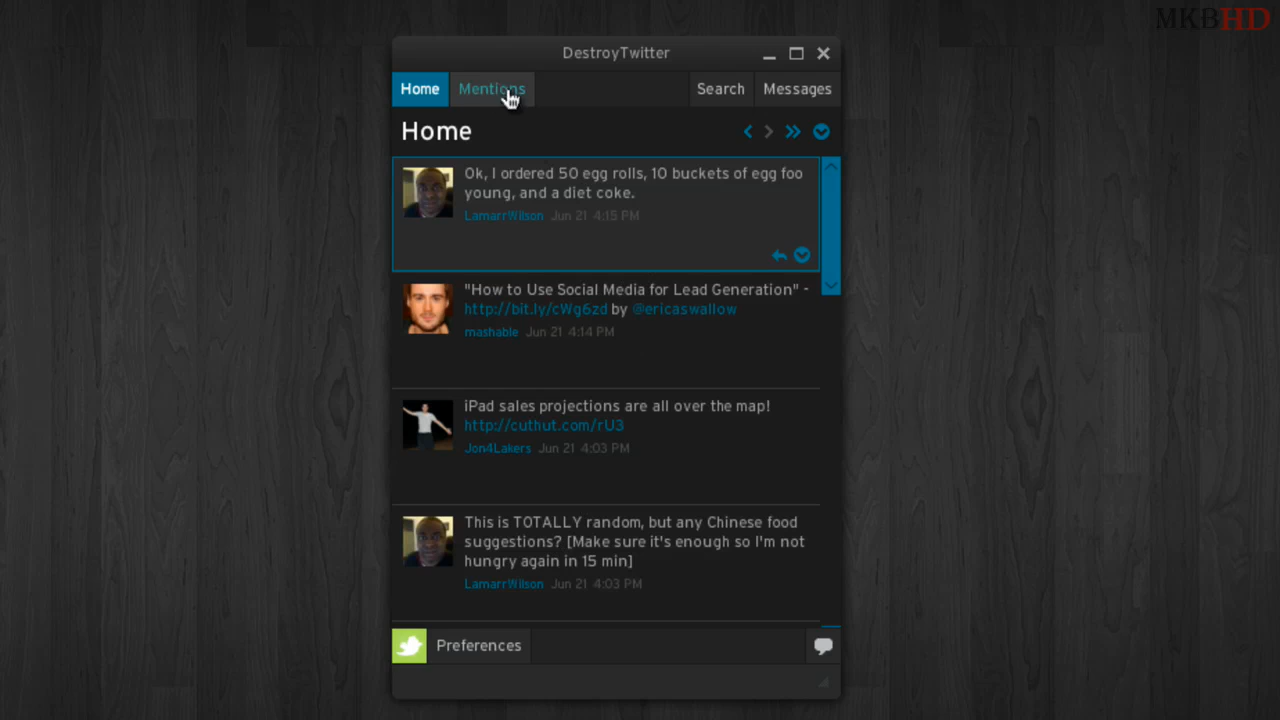 MKBHD
DestroyTwitter
Home Mentions Search Messages
Home
Ok, I ordered 50 egg rolls, 10 buckets of egg foo
young, and a diet coke.
LamarrWilson Jun 21 4:15 PM
"How to Use Social Media for Lead Generation" -
http://bit.ly/cWg6zd by @ericaswallow
mashable Jun 21 4:14 PM
iPad sales projections are all over the map!
http://cuthut.com/rU3
Jon4Lakers Jun 21 4:03 PM
This is TOTALLY random, but any Chinese food
suggestions? [Make sure it's enough so I'm not
hungry again in 15 min]
LamarrWilson Jun 21 4:03 PM
Preferences